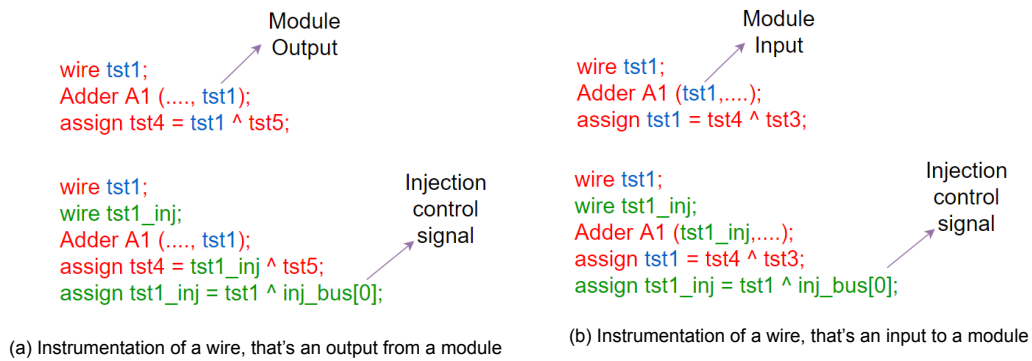 Module
Output
wire tst1;
Adder A1 (...., tst1);
assign tst4 = tst1 ^ tst5;
wire tst1;
wire tst1_inj;
Adder A1 (...., tst1);
assign tst4 = tst1_inj ^ tst5;
assign tst1_inj = tst1 ^ inj_bus[0];
Injection
control
signal
(a) Instrumentation of a wire, that's an output from a module
Module
Input
wire tst1;
Adder A1 (tst1,....);
assign tst1 = tst4 ^ tst3;
wire tst1;
wire tst1_inj;
Adder A1 (tst1_inj,....);
assign tst1 = tst4 ^ tst3;
assign tst1_inj = tst1 ^ inj_bus[0];
Injection
control
signal
(b) Instrumentation of a wire, that's an input to a module